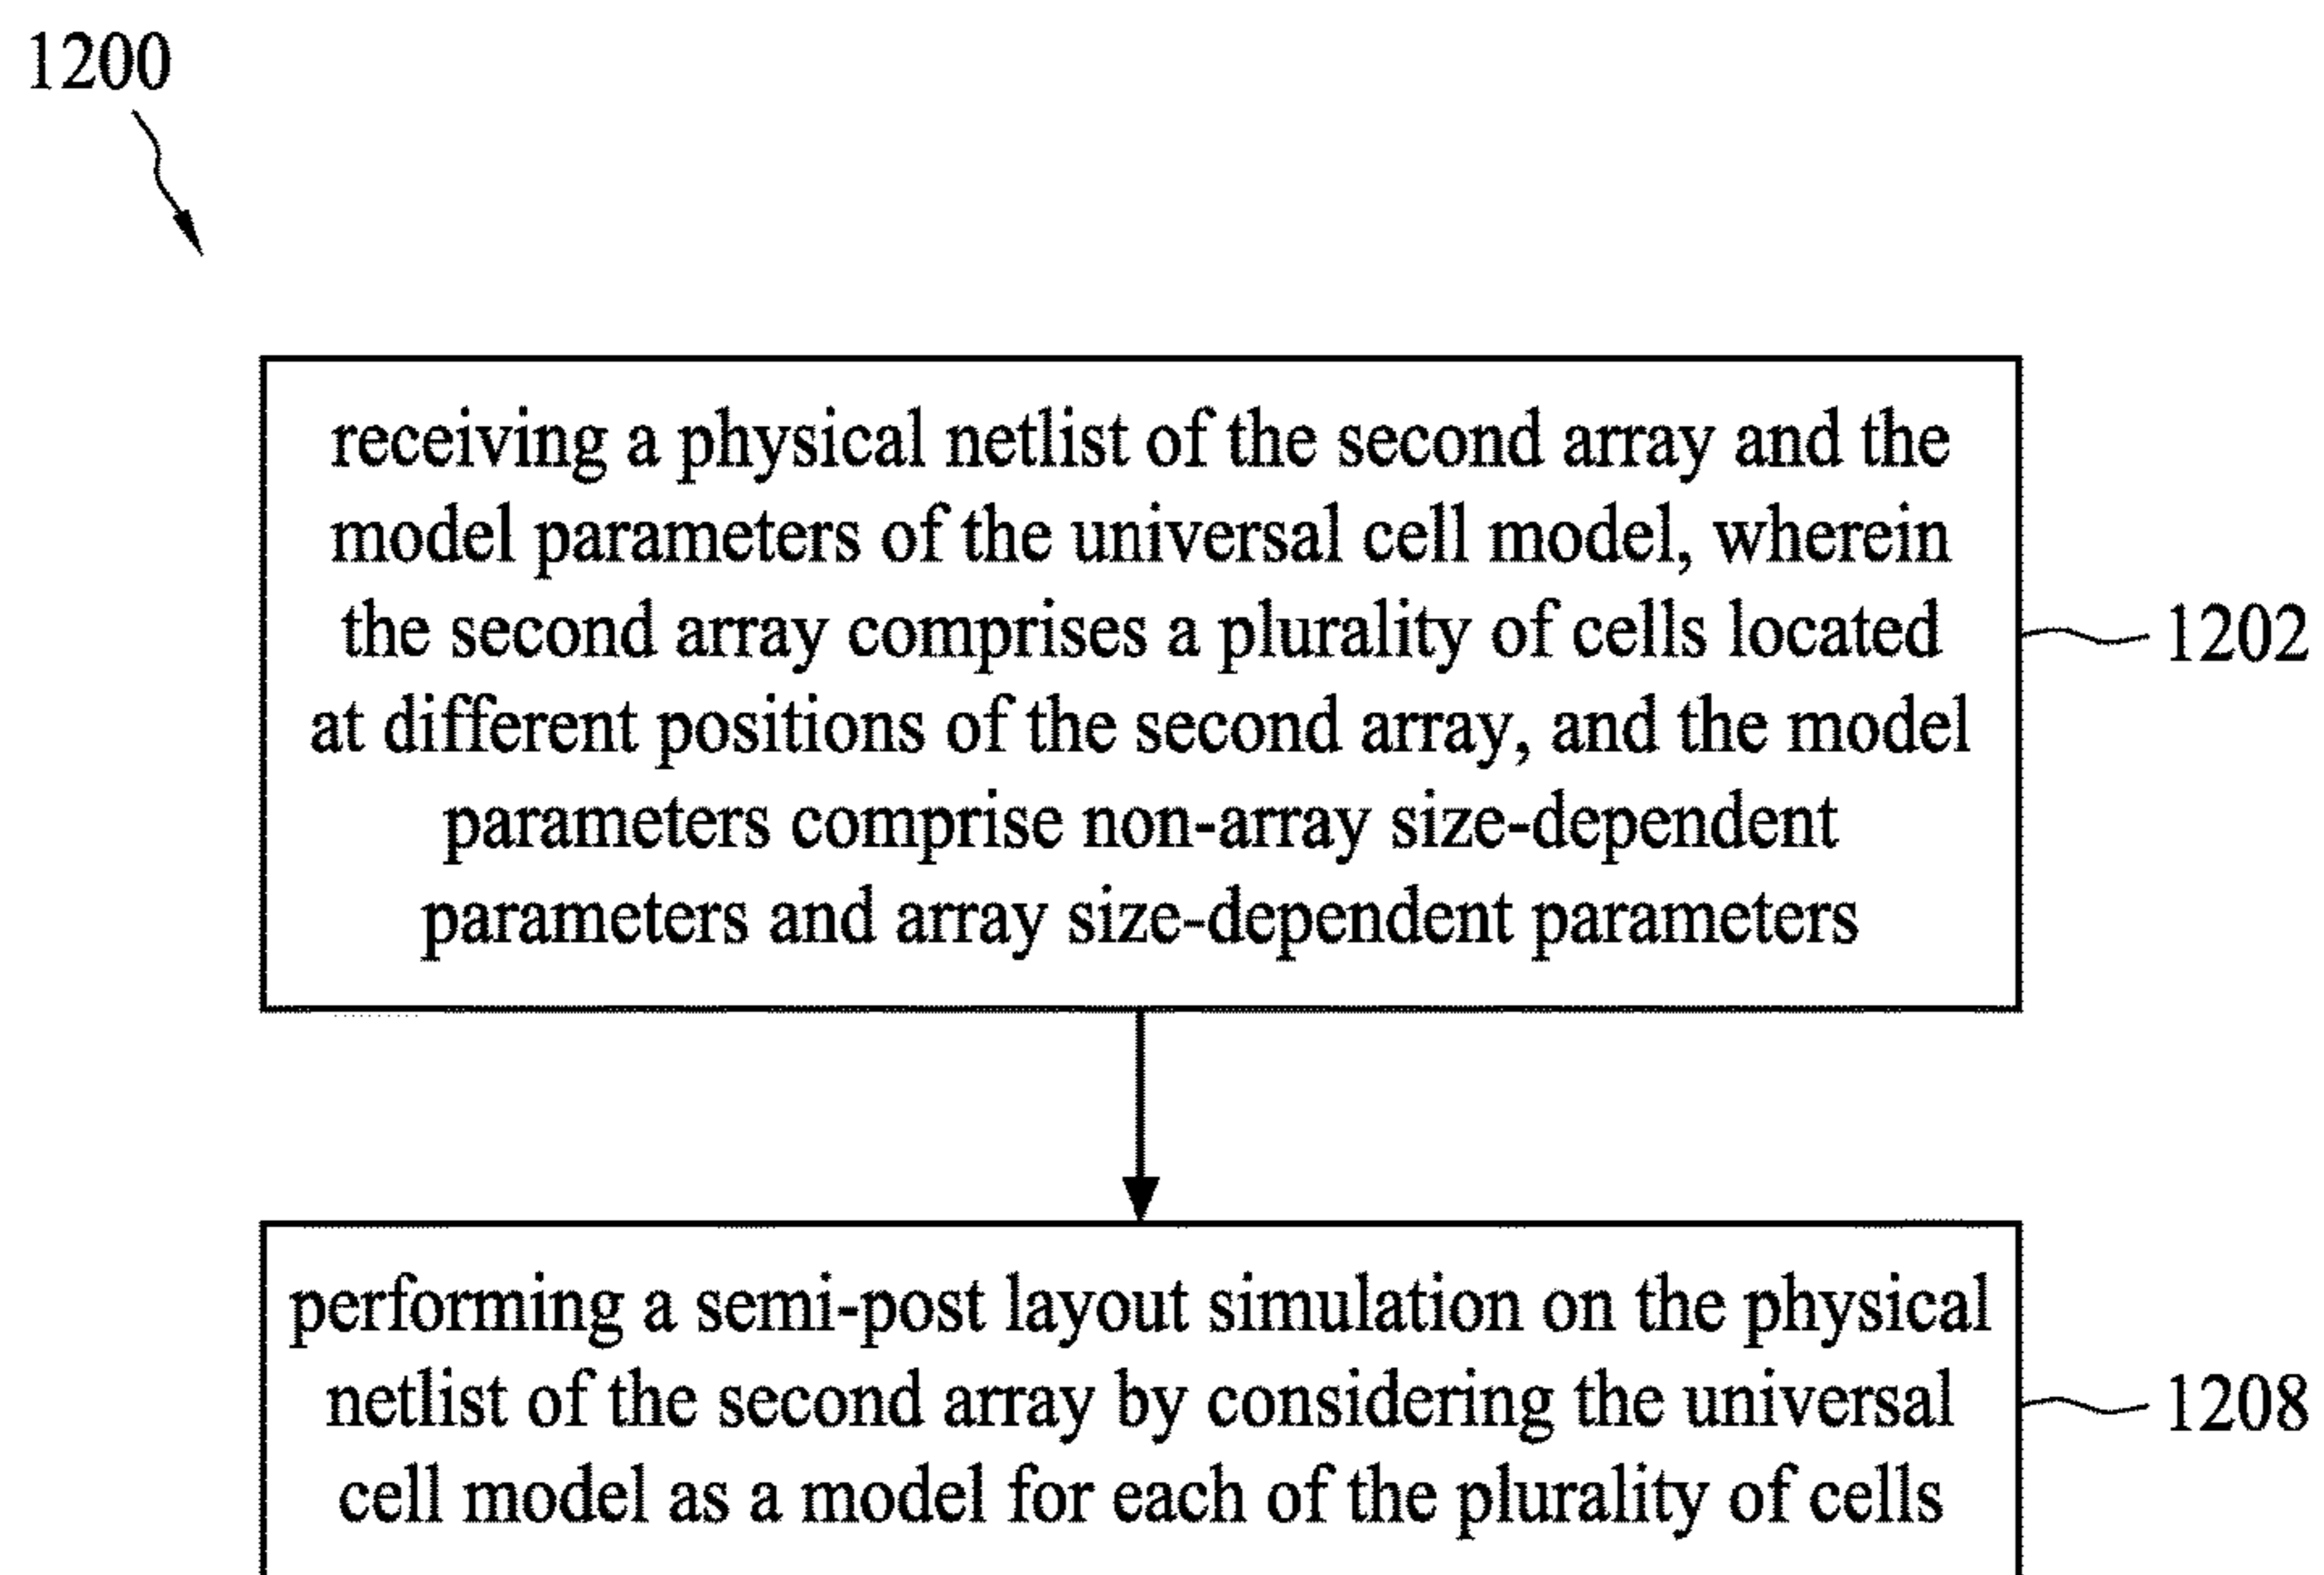 1200
receiving a physical netlist of the second array and the
model parameters of the universal cell model, wherein
the second array comprises a plurality of cells located
at different positions of the second array, and the model
parameters comprise non-array size-dependent
parameters and array size-dependent parameters
1202
performing a semi-post layout simulation on the physical
netlist of the second array by considering the universal
cell model as a model for each of the plurality of cells
1208